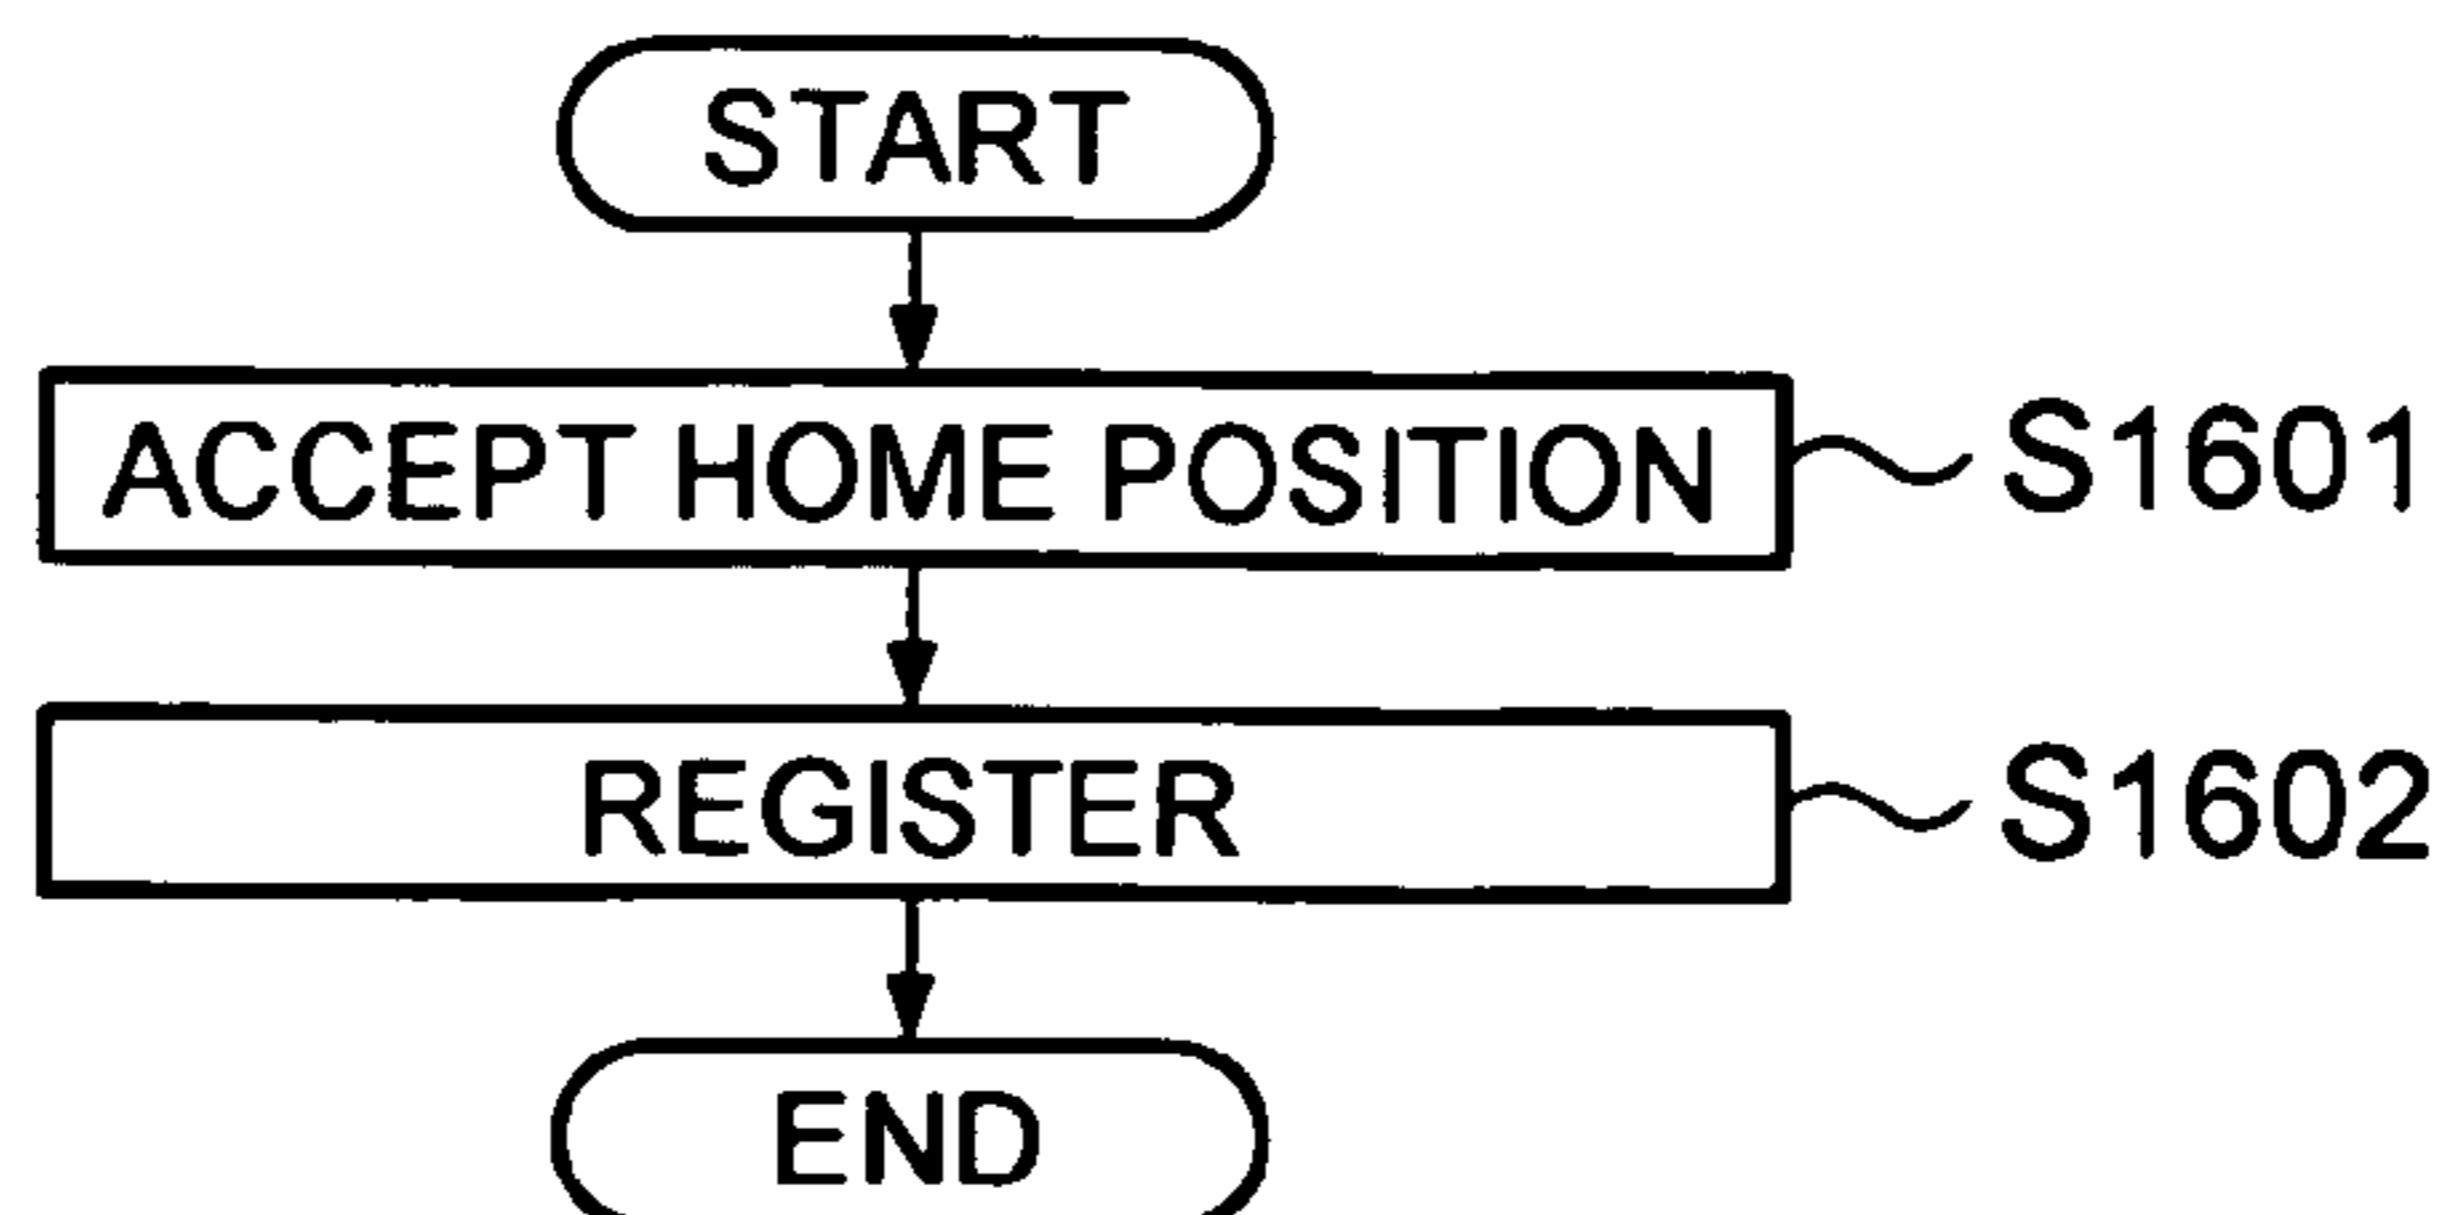 START
ACCEPT HOME POSITION
S1601
REGISTER
S1602
END